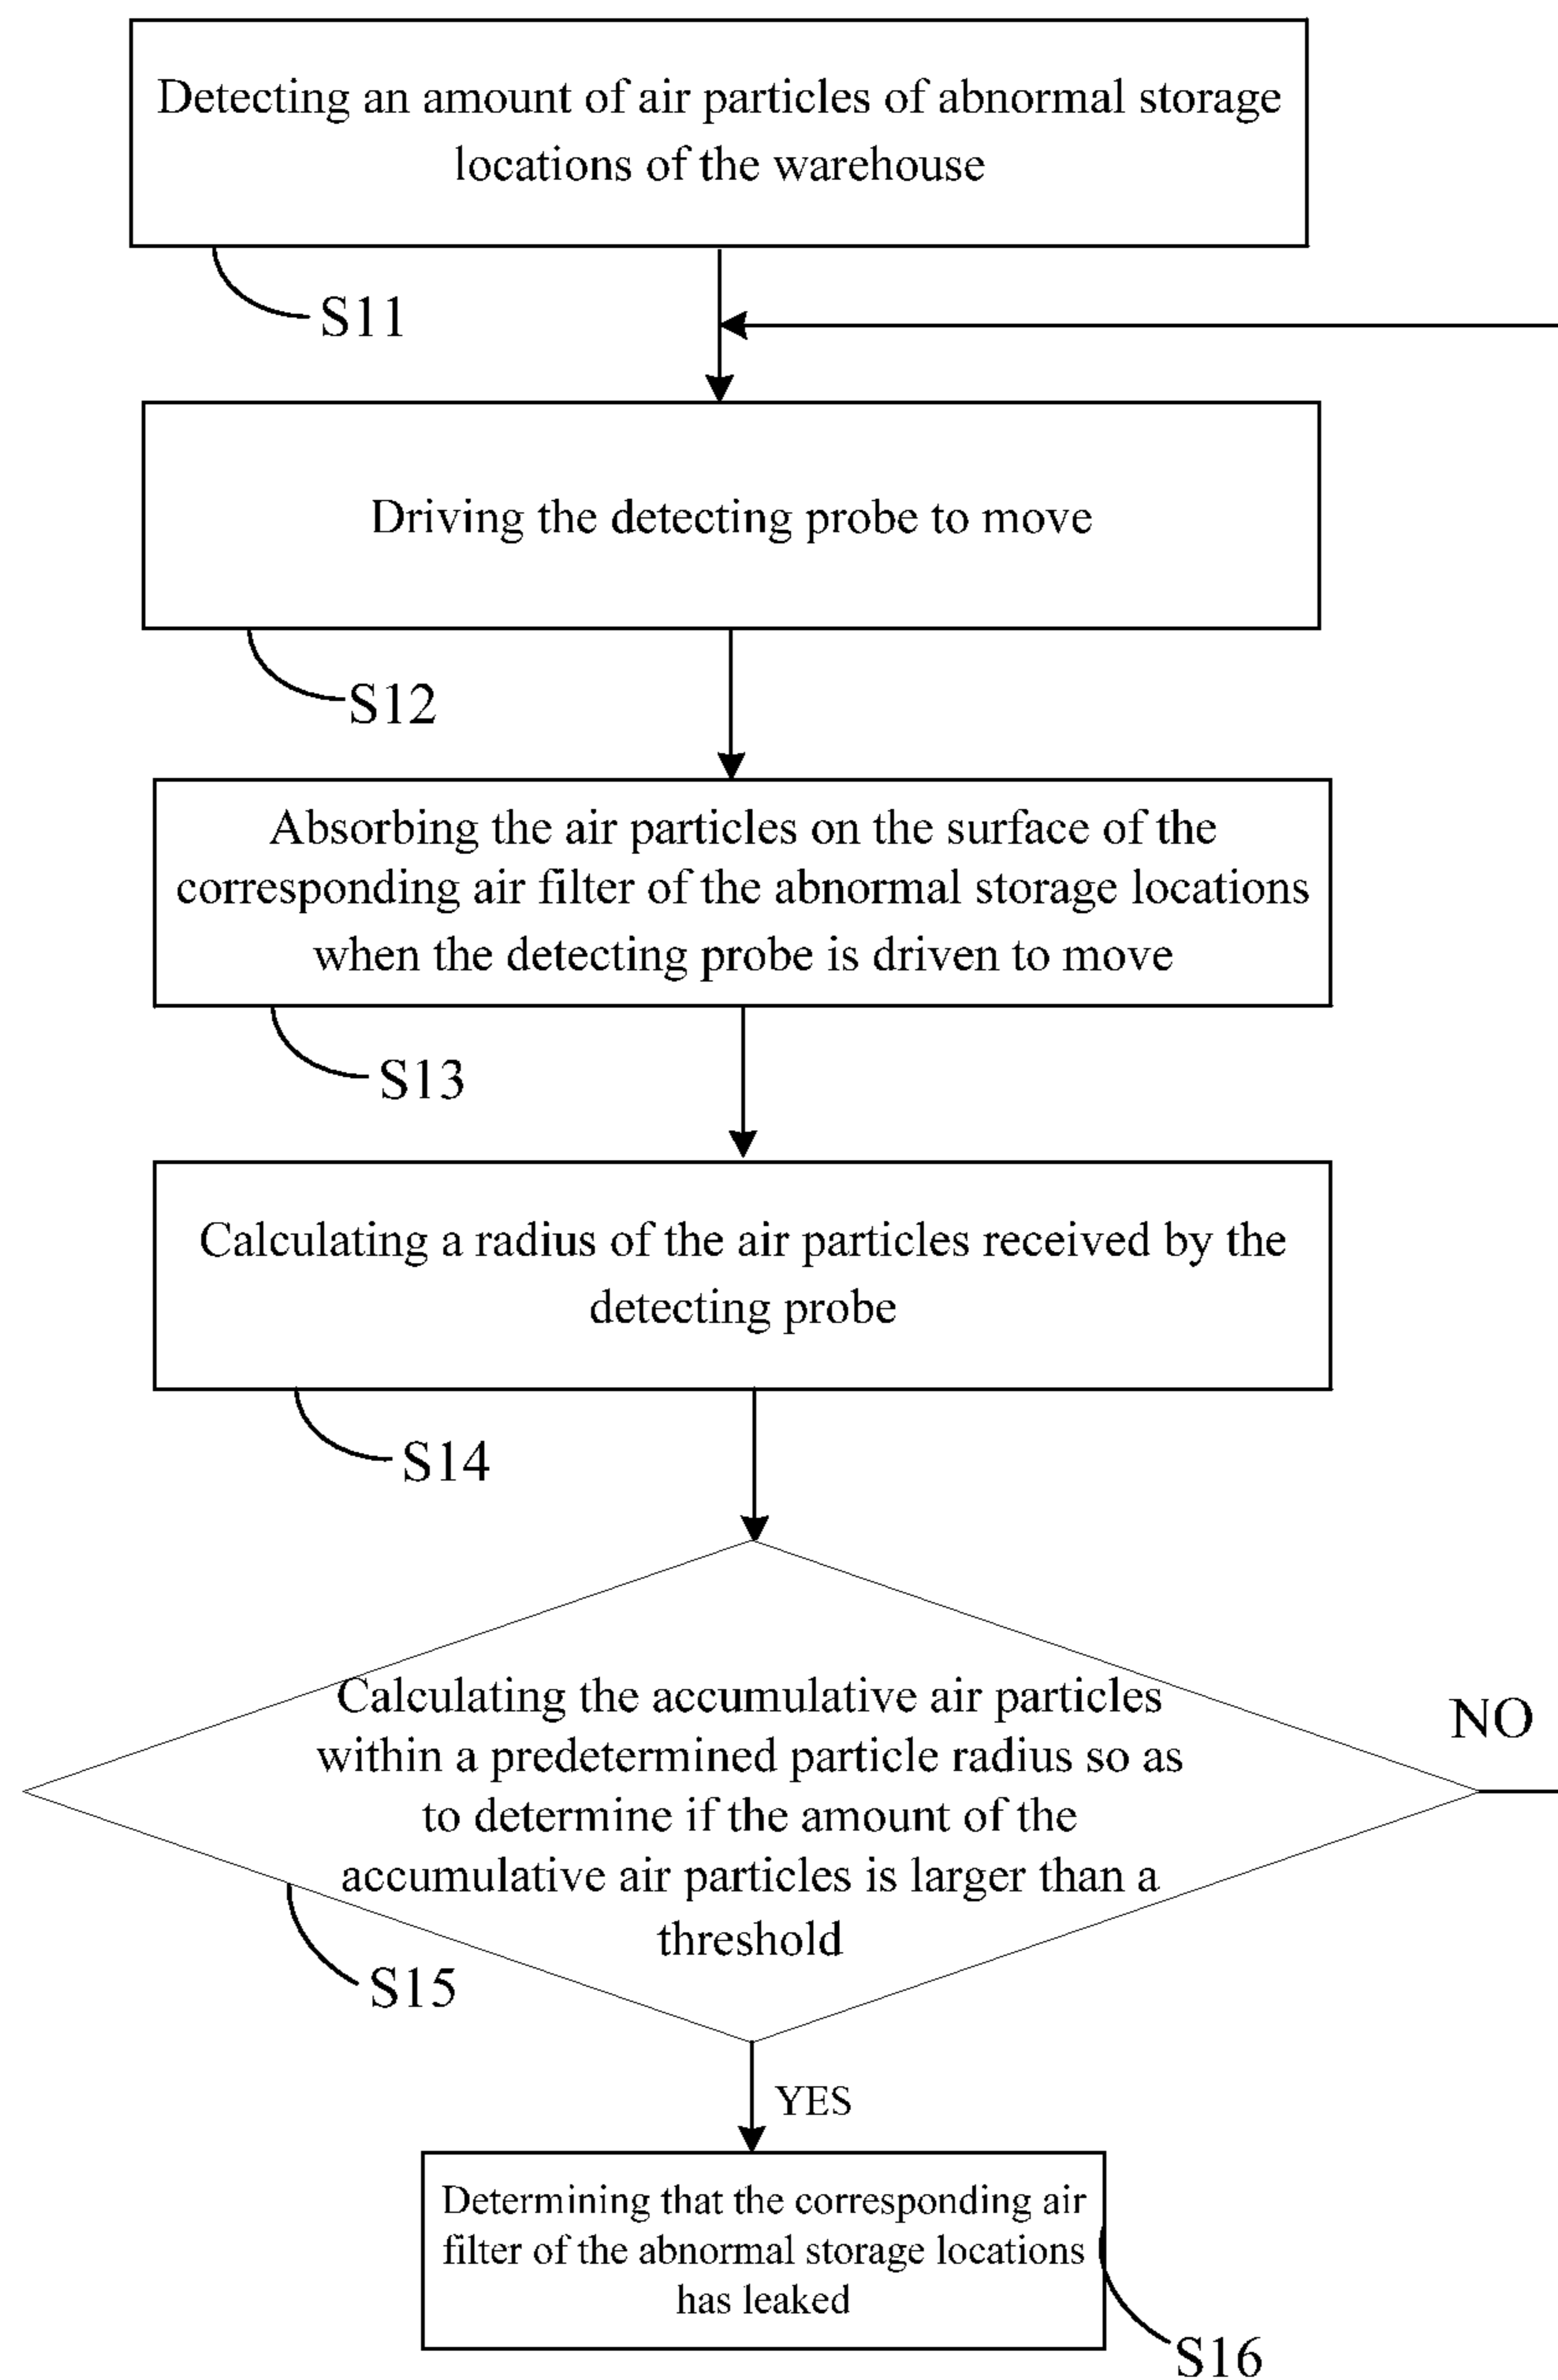 Detecting an amount of air particles of abnormal storage
locations of the warehouse
S11
Driving the detecting probe to move
S12
Absorbing the air particles on the surface of the
corresponding air filter of the abnormal storage locations
when the detecting probe is driven to move
S13
Calculating a radius of the air particles received by the
detecting probe
S14
Calculating the accumulative air particles
within a predetermined particle radius so as
to determine if the amount of the
accumulative air particles is larger than a
threshold
NO
S15
YES
Determining that the corresponding air
filter of the abnormal storage locations
has leaked
S16